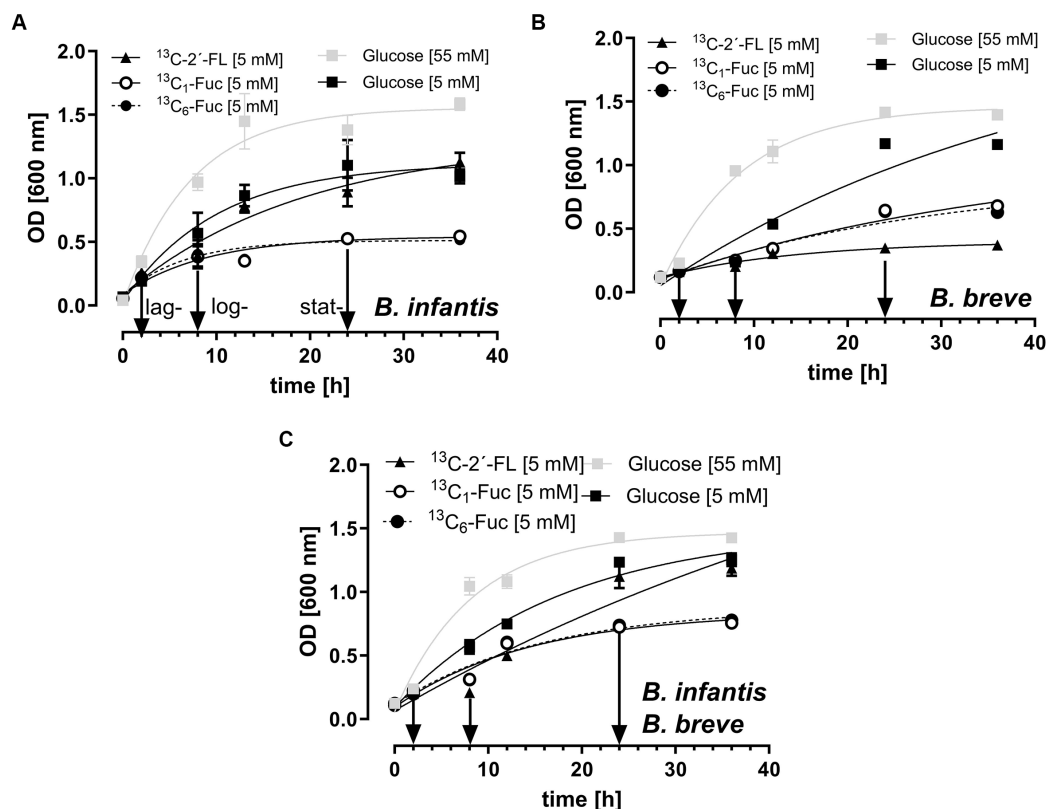 A
¹³C-2´-FL [5 mM]
¹³C₁-Fuc [5 mM]
¹³C₆-Fuc [5 mM]
Glucose [55 mM]
Glucose [5 mM]
OD [600 nm]
2.0
1.5
1.0
0.5
0.0
lag-
log-
stat-
B. infantis
0 10 20 30 40
time [h]
B
¹³C-2´-FL [5 mM]
¹³C₁-Fuc [5 mM]
¹³C₆-Fuc [5 mM]
Glucose [55 mM]
Glucose [5 mM]
OD [600 nm]
2.0
1.5
1.0
0.5
0.0
B. breve
0 10 20 30 40
time [h]
C
¹³C-2´-FL [5 mM]
¹³C₁-Fuc [5 mM]
¹³C₆-Fuc [5 mM]
Glucose [55 mM]
Glucose [5 mM]
OD [600 nm]
2.0
1.5
1.0
0.5
0.0
B. infantis
B. breve
0 10 20 30 40
time [h]